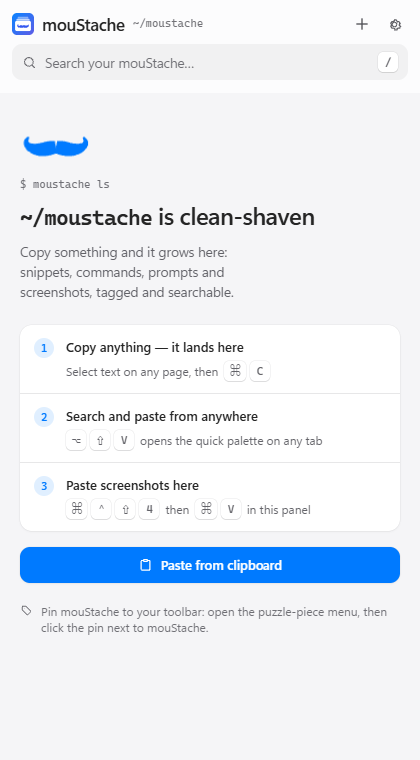 mouStache ~/moustache
Search your mouStache... /
$ moustache ls
~/moustache is clean-shaven
Copy something and it grows here:
snippets, commands, prompts and
screenshots, tagged and searchable.
1 Copy anything — it lands here
Select text on any page, then ⌘ C
2 Search and paste from anywhere
⌥ ⇧ V opens the quick palette on any tab
3 Paste screenshots here
⌘ ^ ⇧ 4 then ⌘ V in this panel
Paste from clipboard
Pin mouStache to your toolbar: open the puzzle-piece menu, then
click the pin next to mouStache.